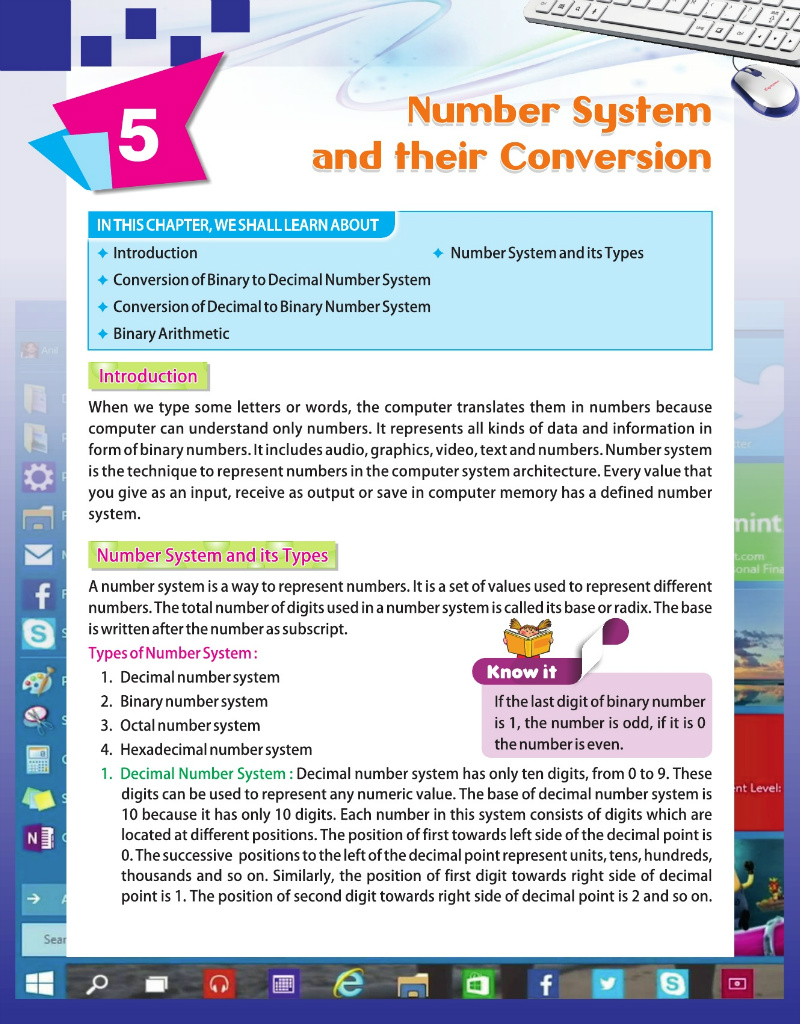 5
Number System
and their Conversion
IN THIS CHAPTER, WE SHALL LEARN ABOUT
✦ Introduction
✦ Number System and its Types
✦ Conversion of Binary to Decimal Number System
✦ Conversion of Decimal to Binary Number System
✦ Binary Arithmetic
Introduction
When we type some letters or words, the computer translates them in numbers because
computer can understand only numbers. It represents all kinds of data and information in
form of binary numbers. It includes audio, graphics, video, text and numbers. Number system
is the technique to represent numbers in the computer system architecture. Every value that
you give as an input, receive as output or save in computer memory has a defined number
system.
Number System and its Types
A number system is a way to represent numbers. It is a set of values used to represent different
numbers. The total number of digits used in a number system is called its base or radix. The base
is written after the number as subscript.
Types of Number System :
1. Decimal number system
2. Binary number system
3. Octal number system
4. Hexadecimal number system
Know it
If the last digit of binary number
is 1, the number is odd, if it is 0
the number is even.
1. Decimal Number System : Decimal number system has only ten digits, from 0 to 9. These
digits can be used to represent any numeric value. The base of decimal number system is
10 because it has only 10 digits. Each number in this system consists of digits which are
located at different positions. The position of first towards left side of the decimal point is
0. The successive positions to the left of the decimal point represent units, tens, hundreds,
thousands and so on. Similarly, the position of first digit towards right side of decimal
point is 1. The position of second digit towards right side of decimal point is 2 and so on.
mint
nt Level:
Sear